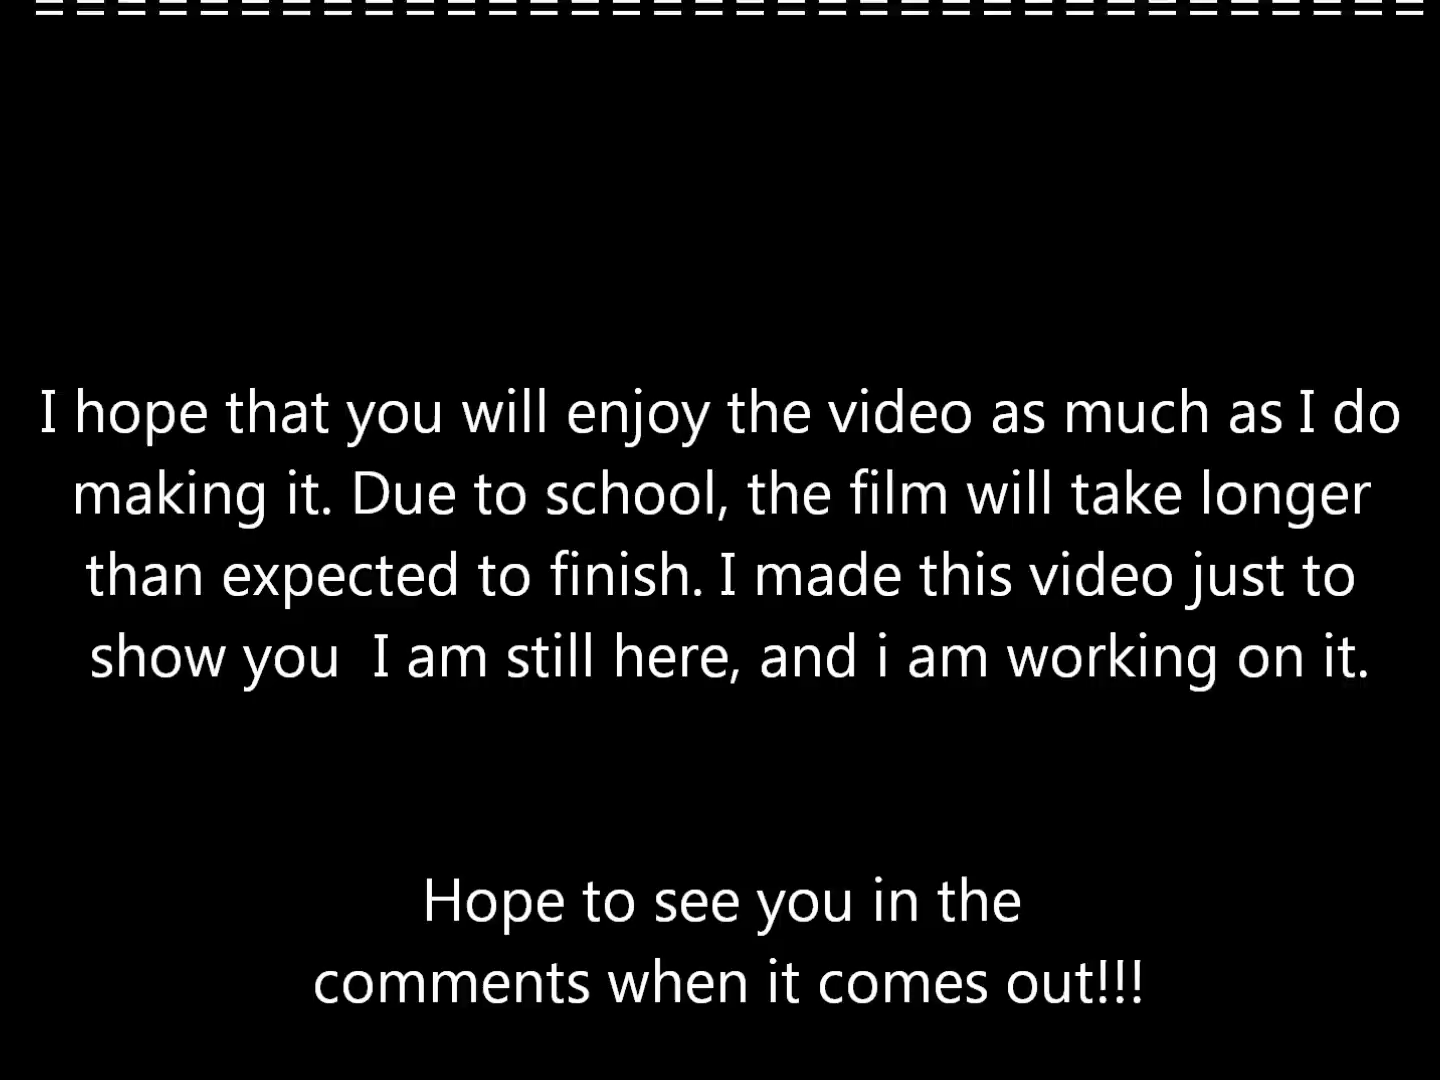 ==================================
I hope that you will enjoy the video as much as I do
making it. Due to school, the film will take longer
than expected to finish. I made this video just to
show you  I am still here, and i am working on it.
Hope to see you in the
comments when it comes out!!!